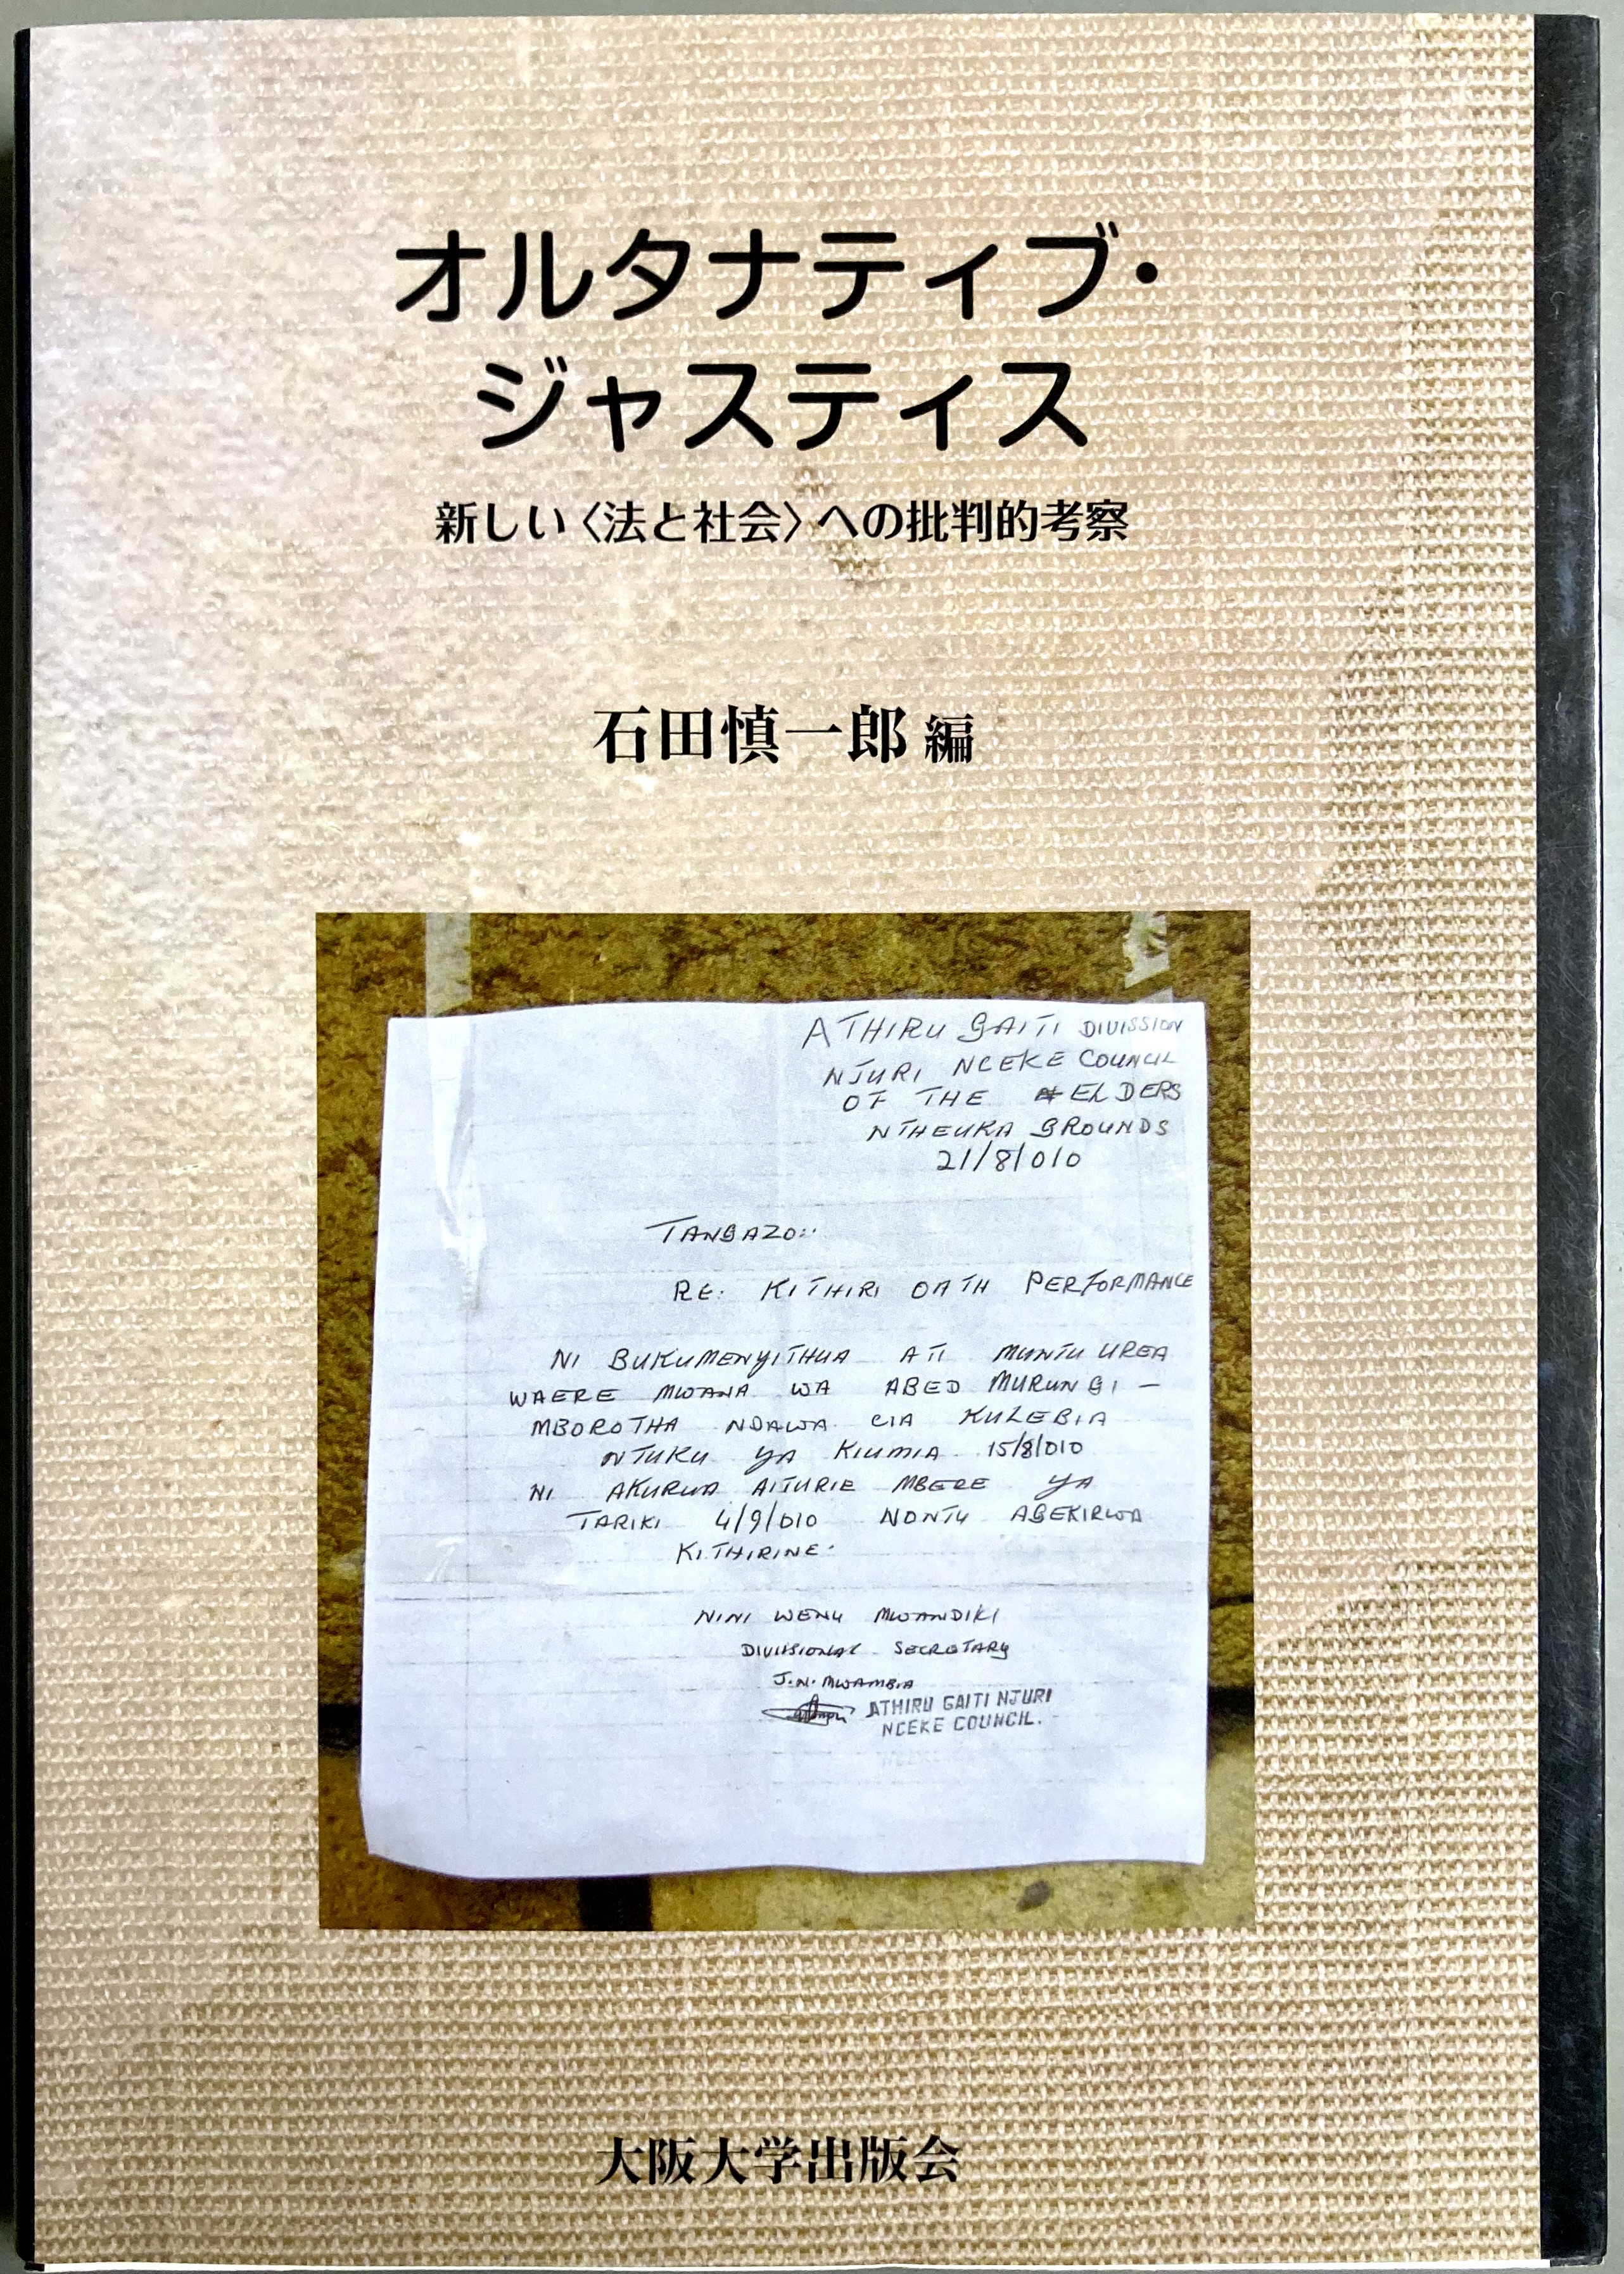 オルタナティブ・
ジャスティス
新しい〈法と社会〉への批判的考察
石田慎一郎 編
ATHIRU GAITI DIVISSION
NJURI NCEKE COUNCIL
OF THE ELDERS
NTHEUKA GROUNDS
21/8/010
TANGAZO:-
RE: KITHIRI OATH PERFORMANCE
NI BUKUMENYITHUA ATI MUNTU UREA
WAERE MWANA WA ABED MURUNGI -
MBOROTHA NDAWA CIA KULEBIA
NTUKU YA KIUMIA 15/8/010
NI AKURUA AITURIE MBERE YA
TARIKI 4/9/010 NONTU AGEKIRWA
KITHIRINE.
NINI WENU MWANDIKI
DIVISIONAL SECRETARY
J.N. MWAMBIA
ATHIRU GAITI NJURI
NCEKE COUNCIL.
大阪大学出版会